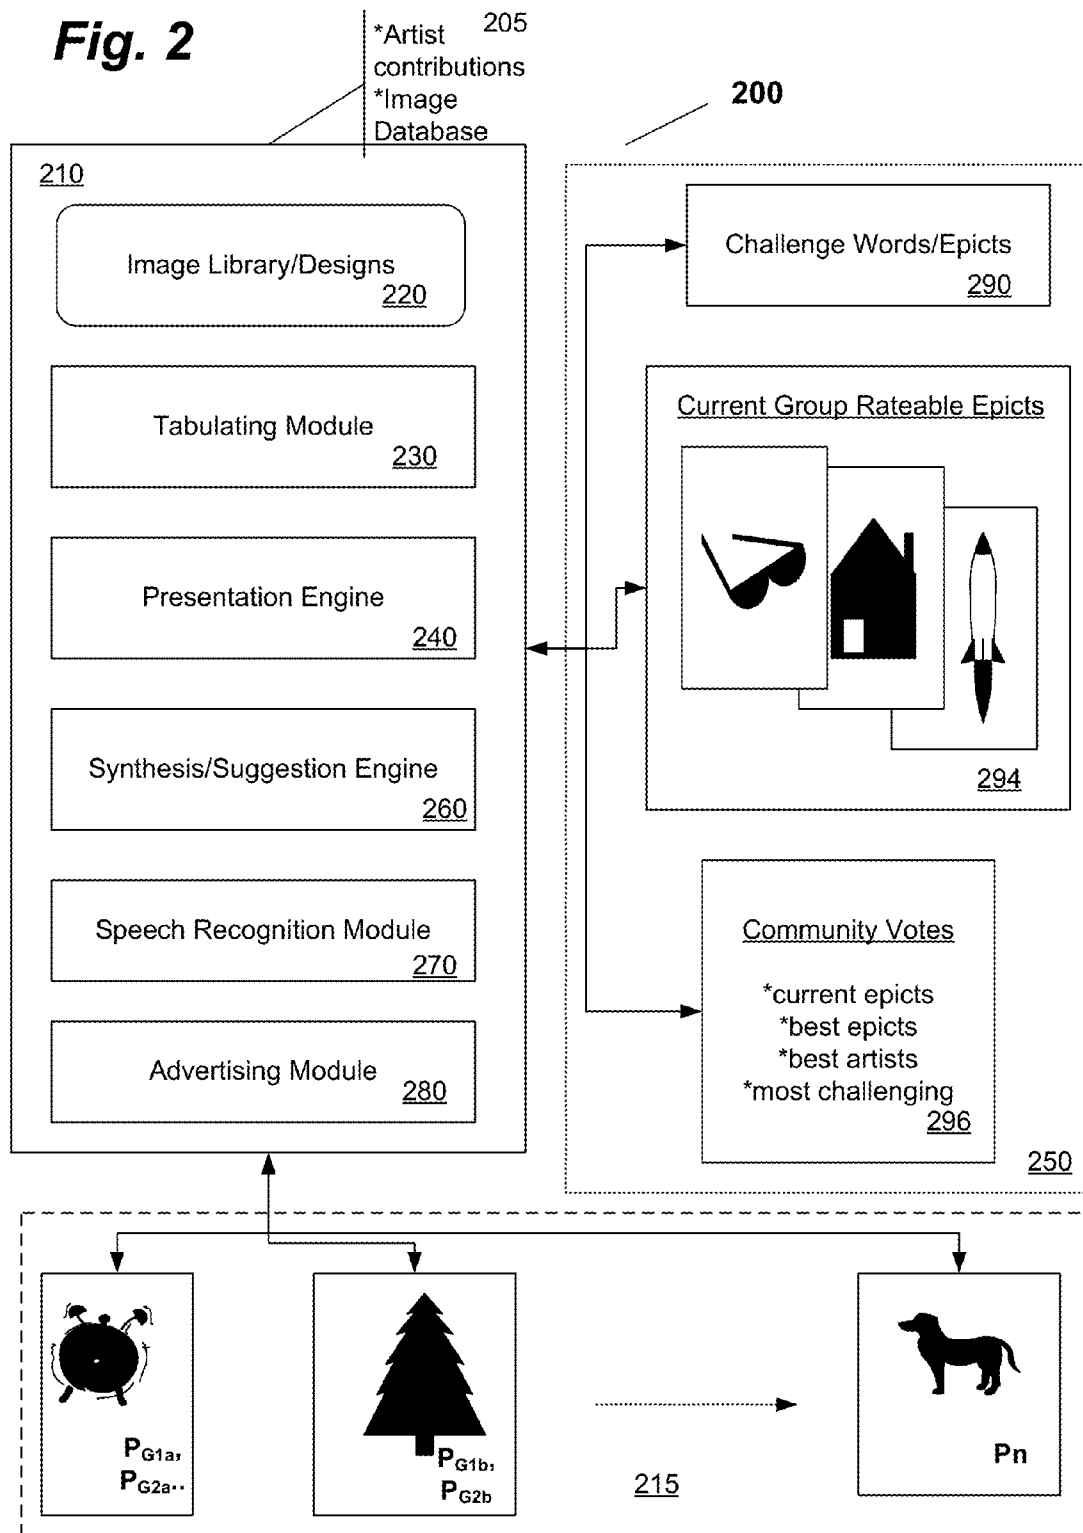 Fig. 2
205
*Artist
contributions
*Image
Database
200
210
Image Library/Designs
220
Tabulating Module
230
Presentation Engine
240
Synthesis/Suggestion Engine
260
Speech Recognition Module
270
Advertising Module
280
Challenge Words/Epicts
290
Current Group Rateable Epicts
294
Community Votes
*current epicts
*best epicts
*best artists
*most challenging
296
250
PG1a,
PG2a..
PG1b,
PG2b
215
Pn